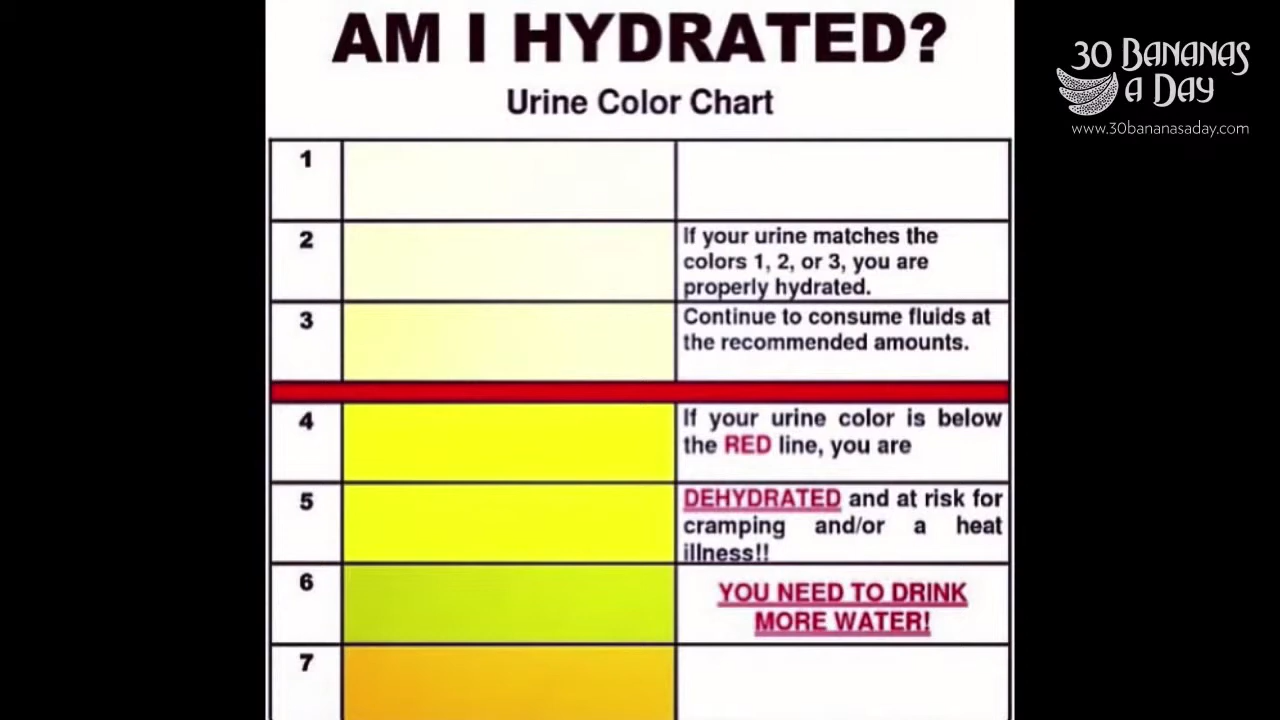 AM I HYDRATED?
Urine Color Chart
30 BANANAS
A DAY
www.30bananasaday.com
1
2
If your urine matches the
colors 1, 2, or 3, you are
properly hydrated.
3
Continue to consume fluids at
the recommended amounts.
4
If your urine color is below
the RED line, you are
5
DEHYDRATED and at risk for
cramping and/or a heat
illness!!
6
YOU NEED TO DRINK
MORE WATER!
7